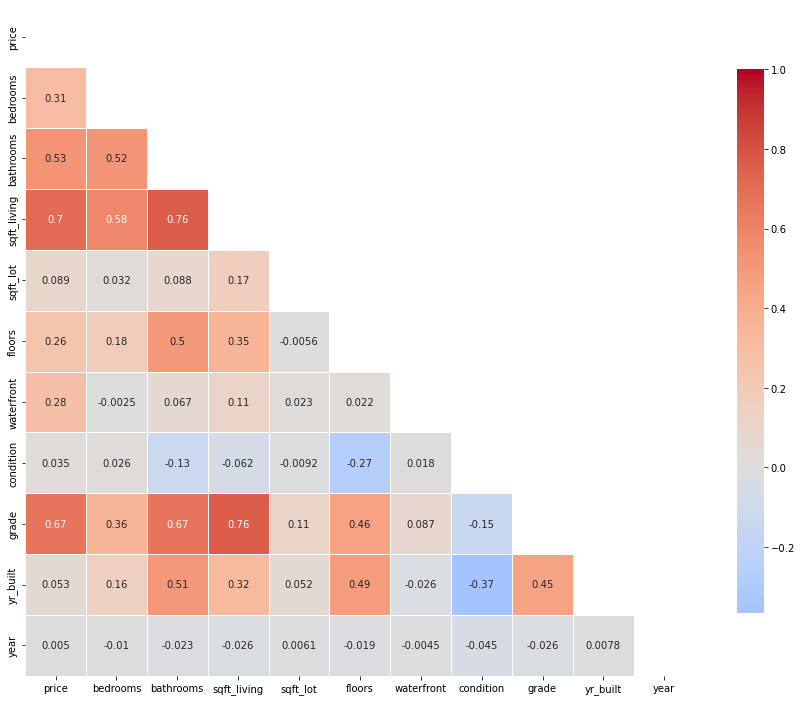 price
bedrooms 0.31
bathrooms 0.53 0.52
sqft_living 0.7 0.58 0.76
sqft_lot 0.089 0.032 0.088 0.17
floors 0.26 0.18 0.5 0.35 -0.0056
waterfront 0.28 -0.0025 0.067 0.11 0.023 0.022
condition 0.035 0.026 -0.13 -0.062 -0.0092 -0.27 0.018
grade 0.67 0.36 0.67 0.76 0.11 0.46 0.087 -0.15
yr_built 0.053 0.16 0.51 0.32 0.052 0.49 -0.026 -0.37 0.45
year 0.005 -0.01 -0.023 -0.026 0.0061 -0.019 -0.0045 -0.045 -0.026 0.0078
price bedrooms bathrooms sqft_living sqft_lot floors waterfront condition grade yr_built year
1.0
0.8
0.6
0.4
0.2
0.0
−0.2